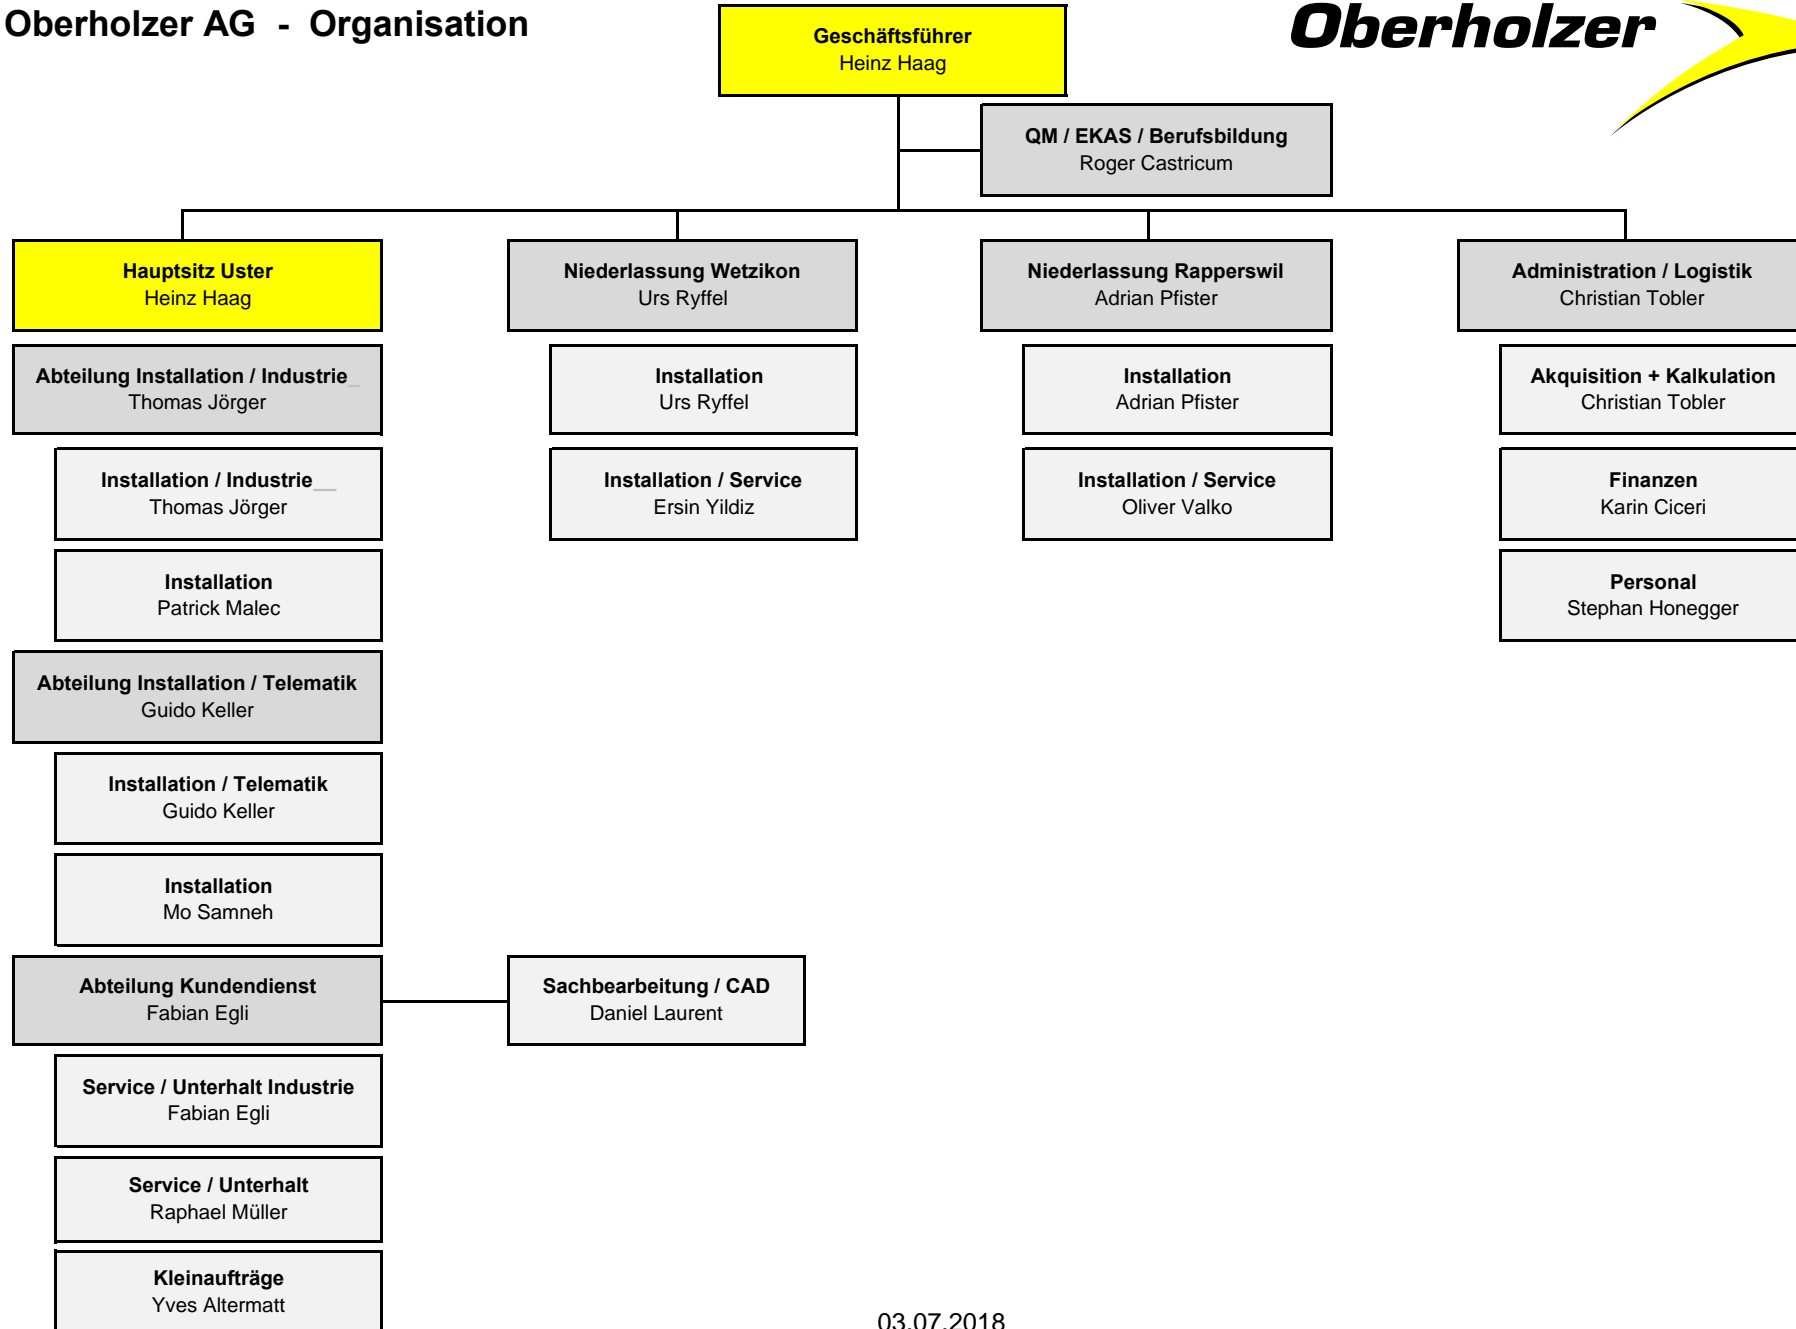 Oberholzer AG - Organisation
Oberholzer
Geschäftsführer
Heinz Haag
QM / EKAS / Berufsbildung
Roger Castricum
Hauptsitz Uster
Heinz Haag
Niederlassung Wetzikon
Urs Ryffel
Niederlassung Rapperswil
Adrian Pfister
Administration / Logistik
Christian Tobler
Abteilung Installation / Industrie_
Thomas Jörger
Installation
Urs Ryffel
Installation
Adrian Pfister
Akquisition + Kalkulation
Christian Tobler
Installation / Industrie__
Thomas Jörger
Installation / Service
Ersin Yildiz
Installation / Service
Oliver Valko
Finanzen
Karin Ciceri
Installation
Patrick Malec
Personal
Stephan Honegger
Abteilung Installation / Telematik
Guido Keller
Installation / Telematik
Guido Keller
Installation
Mo Samneh
Abteilung Kundendienst
Fabian Egli
Sachbearbeitung / CAD
Daniel Laurent
Service / Unterhalt Industrie
Fabian Egli
Service / Unterhalt
Raphael Müller
Kleinaufträge
Yves Altermatt
03.07.2018